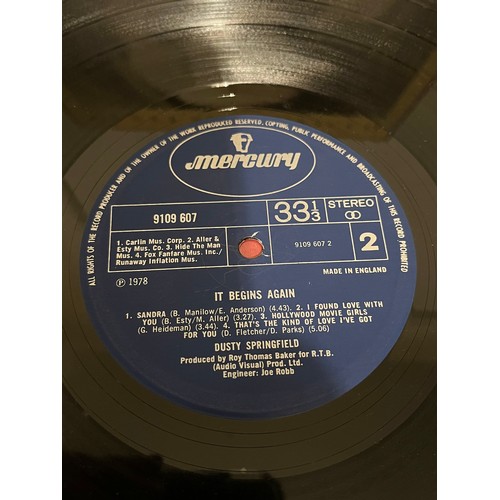 ALL RIGHTS OF THE RECORD PRODUCER AND OF THE OWNER OF THE WORK REPRODUCED RESERVED. COPYING, PUBLIC PERFORMANCE AND BROADCASTING OF THIS RECORD PROHIBITED
mercury
9109 607
33 1/3
STEREO
1. Carlin Mus. Corp. 2. Aller &
Esty Mus. Co. 3. Hide The Man
Mus. 4. Fox Fanfare Mus. Inc./
Runaway Inflation Mus.
9109 607 2
2
℗ 1978
MADE IN ENGLAND
IT BEGINS AGAIN
1. SANDRA (B. Manilow/E. Anderson) 4.41 2. I FOUND LOVE WITH
YOU (B. Esty/M. Aller) 3.27) 3. HOLLYWOOD MOVIE GIRLS
G. Heideman) 3.44) 4. THAT'S THE KIND OF LOVE I'VE GOT
FOR YOU (D. Fletcher/D. Parks) (5.06)
DUSTY SPRINGFIELD
Produced by Roy Thomas Baker for R.T.B.
(Audio Visual) Prod. Ltd.
Engineer: Joe Robb